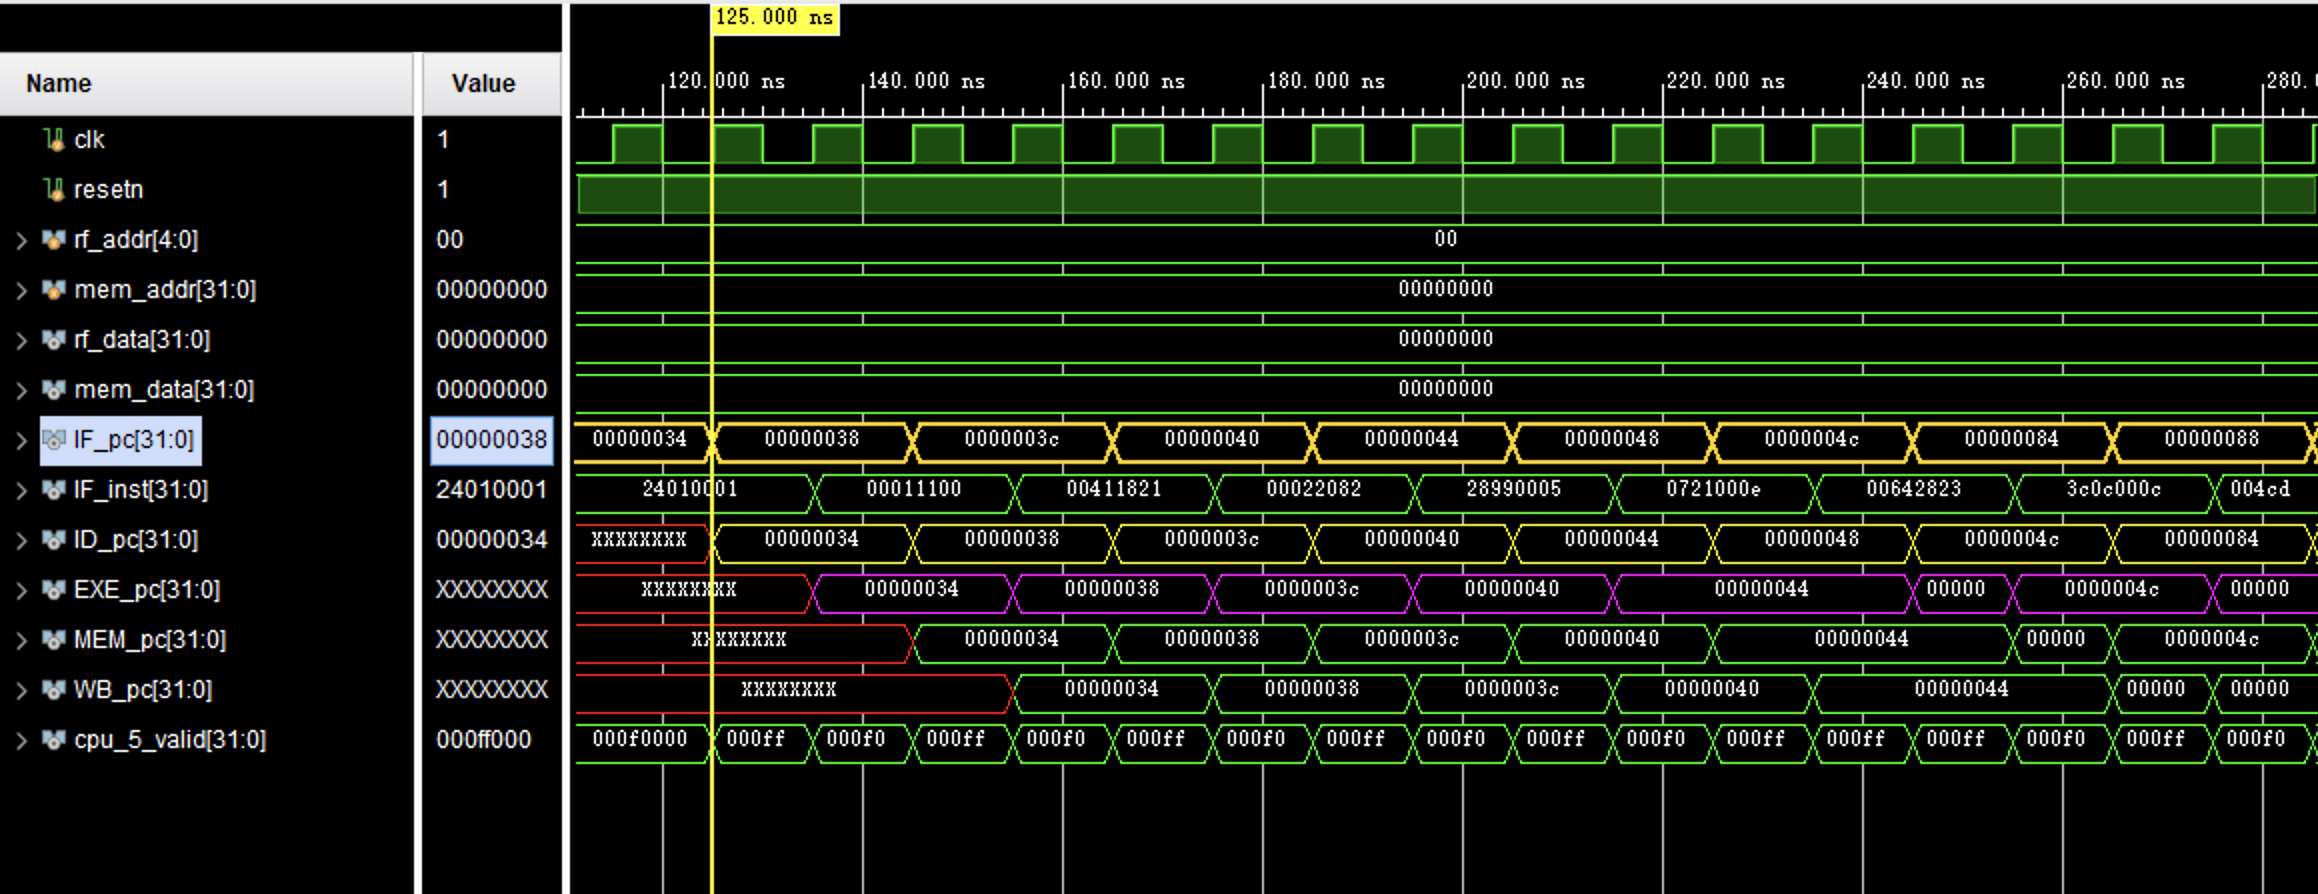 125.000 ns
Name Value
120.000 ns 140.000 ns 160.000 ns 180.000 ns 200.000 ns 220.000 ns 240.000 ns 260.000 ns 280.
clk 1
resetn 1
rf_addr[4:0] 00 00
mem_addr[31:0] 00000000 00000000
rf_data[31:0] 00000000 00000000
mem_data[31:0] 00000000 00000000
IF_pc[31:0] 00000038 00000034 00000038 0000003c 00000040 00000044 00000048 0000004c 00000084 00000088
IF_inst[31:0] 24010001 24010001 00011100 00411821 00022082 28990005 0721000e 00642823 3c0c000c 004cd
ID_pc[31:0] 00000034 XXXXXXXX 00000034 00000038 0000003c 00000040 00000044 00000048 0000004c 00000084
EXE_pc[31:0] XXXXXXXX XXXXXXXX 00000034 00000038 0000003c 00000040 00000044 00000 0000004c 00000
MEM_pc[31:0] XXXXXXXX XXXXXXXX 00000034 00000038 0000003c 00000040 00000044 00000 0000004c
WB_pc[31:0] XXXXXXXX XXXXXXXX 00000034 00000038 0000003c 00000040 00000044 00000 00000
cpu_5_valid[31:0] 000ff000 000f0000 000ff 000f0 000ff 000f0 000ff 000f0 000ff 000f0 000ff 000f0 000ff 000ff 000ff 000f0 000ff 000f0